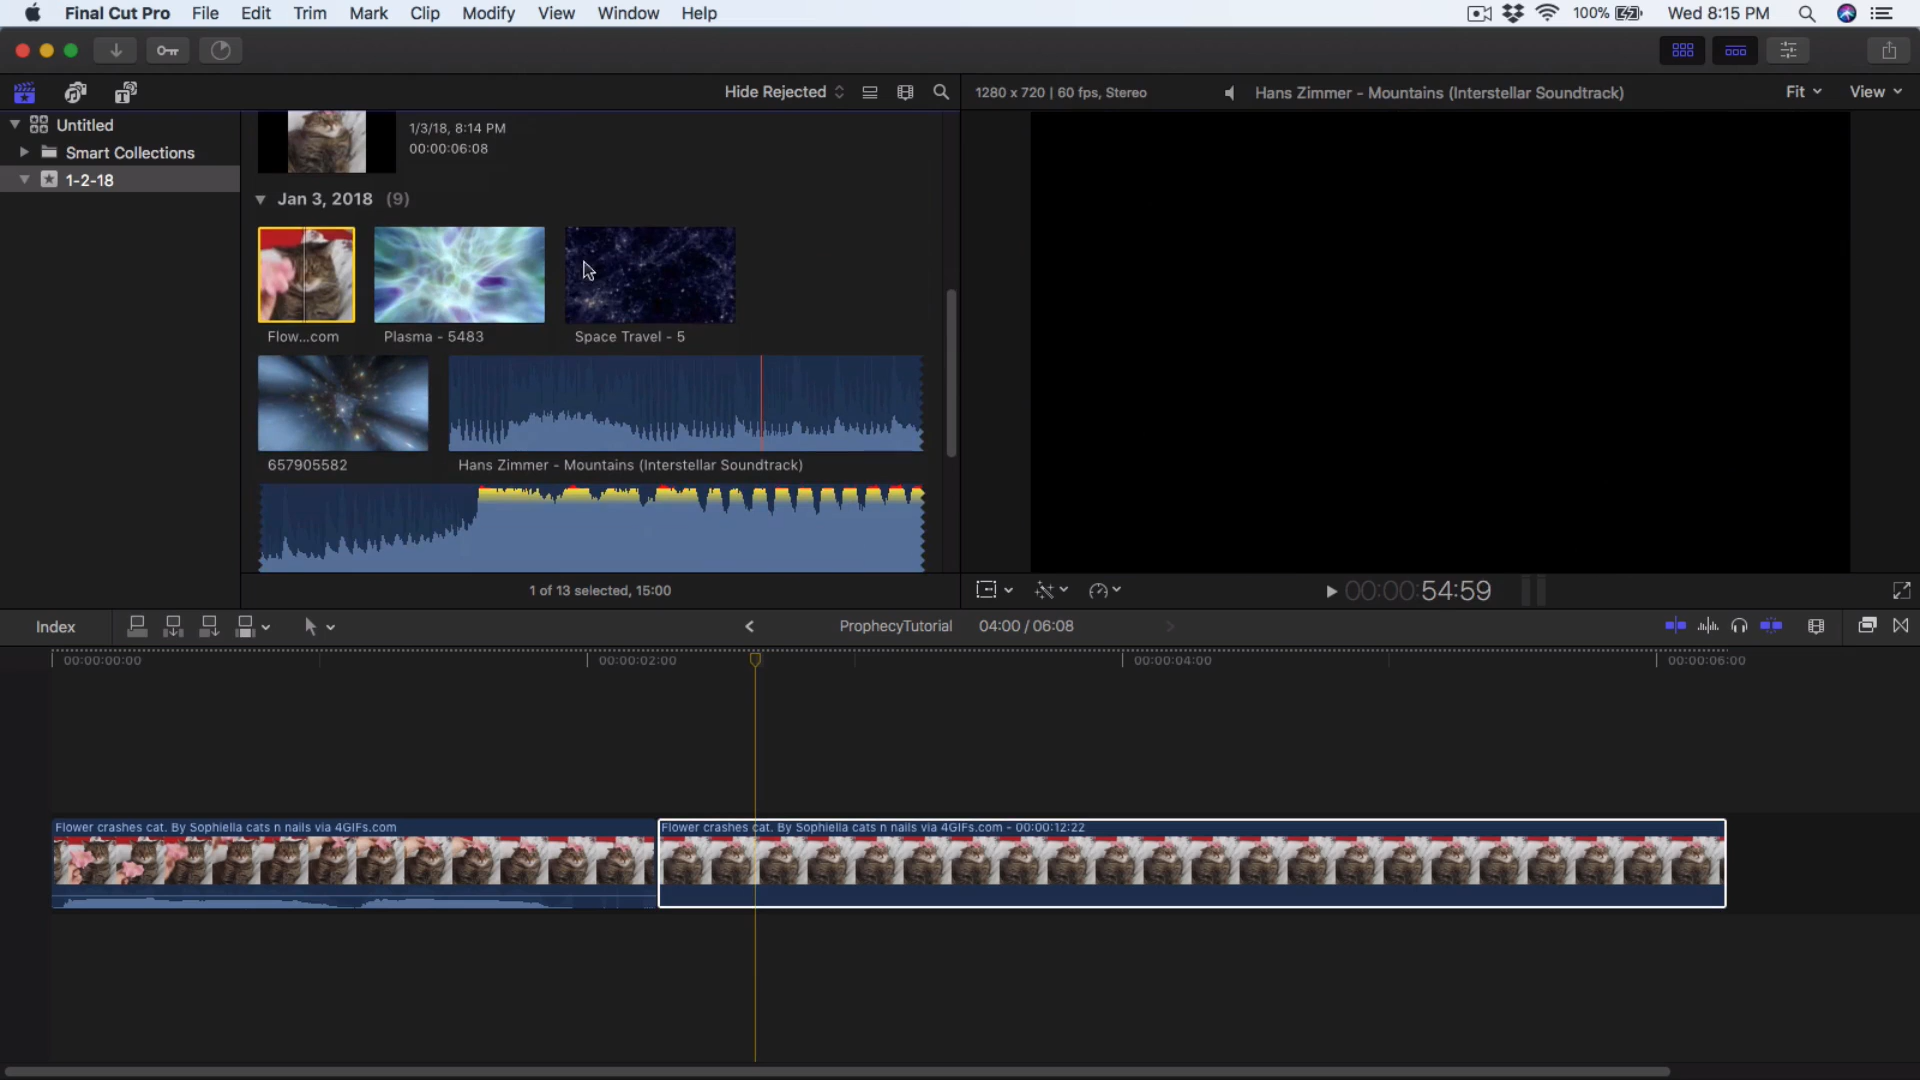 Final Cut Pro File Edit Trim Mark Clip Modify View Window Help 100% Wed 8:15 PM
Hide Rejected 1280 x 720 | 60 fps, Stereo Hans Zimmer - Mountains (Interstellar Soundtrack) Fit View
Untitled
Smart Collections
1-2-18
1/3/18, 8:14 PM
00:00:06:08
Jan 3, 2018 (9)
Flow...com Plasma - 5483 Space Travel - 5
657905582 Hans Zimmer - Mountains (Interstellar Soundtrack)
1 of 13 selected, 15:00 00:00:54:59
Index ProphecyTutorial 04:00 / 06:08
00:00:00:00 00:00:02:00 00:00:04:00 00:00:06:00
Flower crashes cat. By Sophiella cats n nails via 4GIFs.com Flower crashes cat. By Sophiella cats n nails via 4GIFs.com - 00:00:12:22